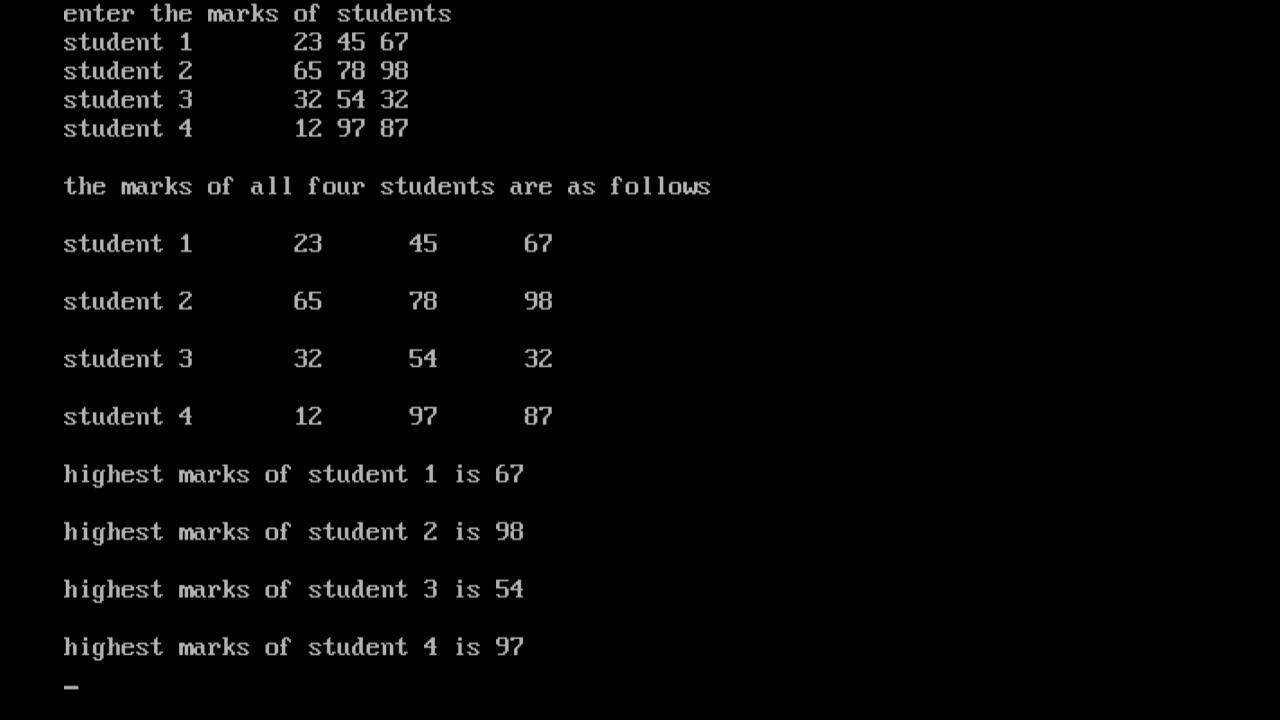 enter the marks of students
student 1 23 45 67
student 2 65 78 98
student 3 32 54 32
student 4 12 97 87
the marks of all four students are as follows
student 1 23 45 67
student 2 65 78 98
student 3 32 54 32
student 4 12 97 87
highest marks of student 1 is 67
highest marks of student 2 is 98
highest marks of student 3 is 54
highest marks of student 4 is 97